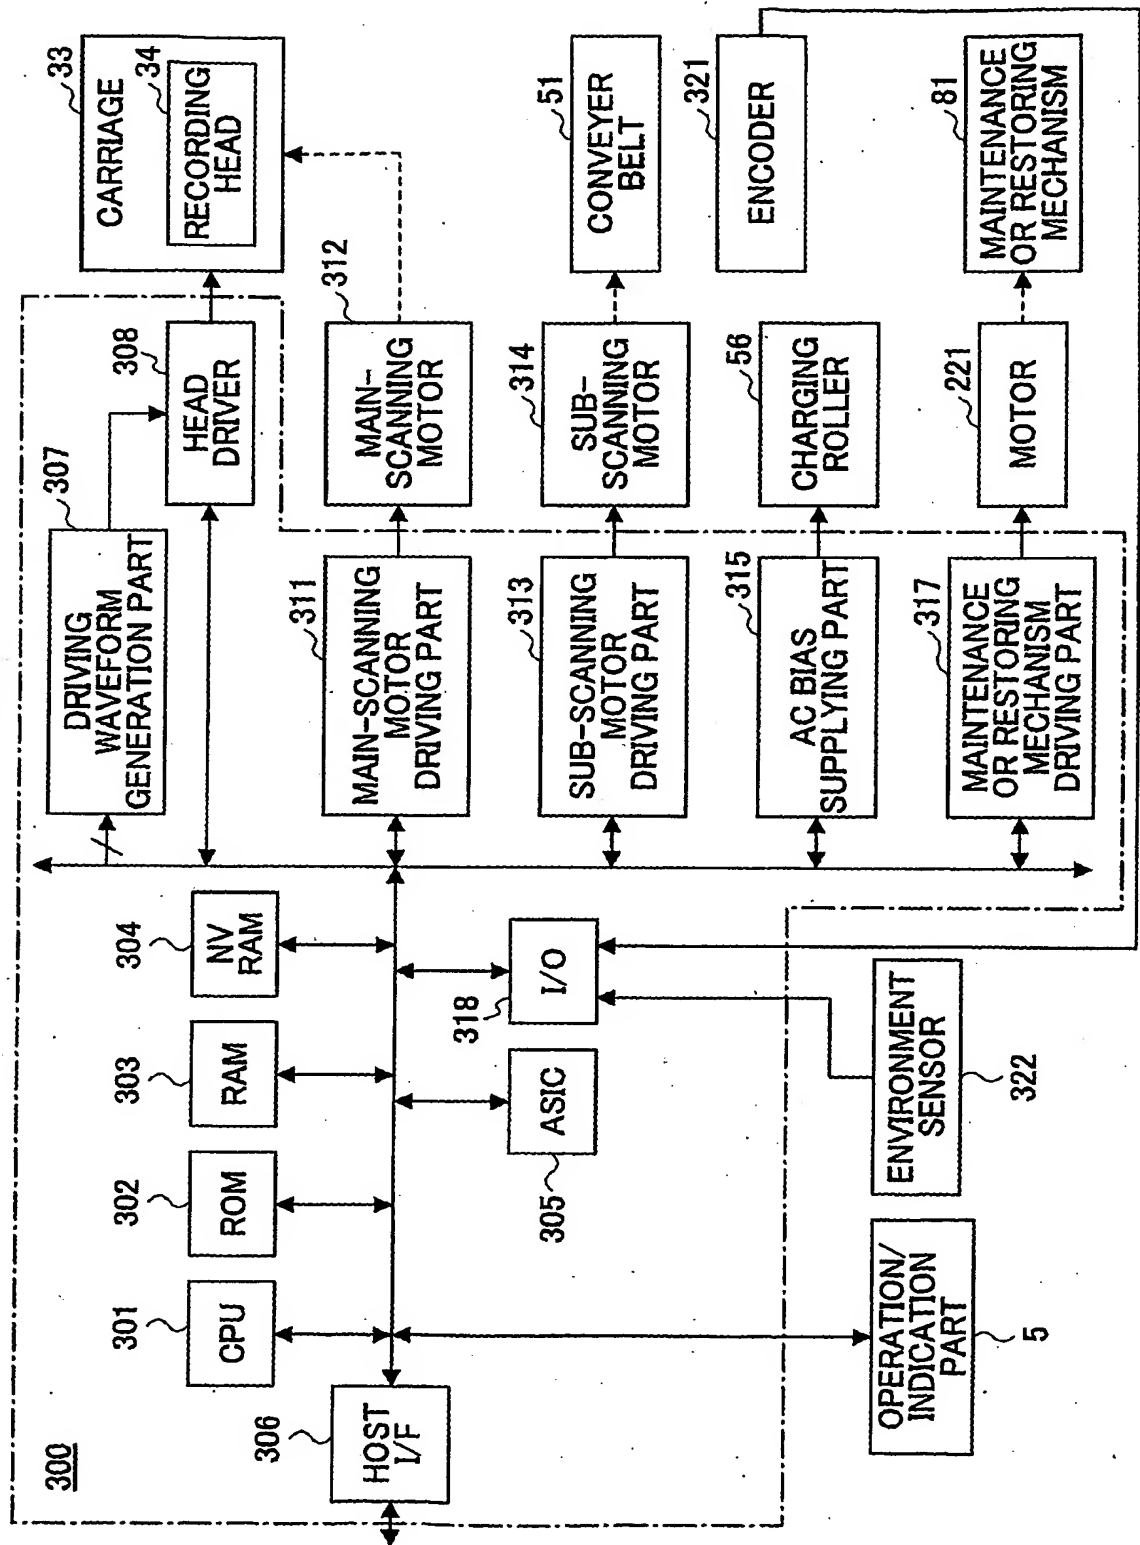 300
301
CPU
302
ROM
303
RAM
304
NV
RAM
306
HOST
I/F
305
ASIC
318
I/O
307
DRIVING
WAVEFORM
GENERATION PART
308
HEAD
DRIVER
33
CARRIAGE
34
RECORDING
HEAD
311
MAIN-SCANNING
MOTOR
DRIVING PART
312
MAIN-
SCANNING
MOTOR
313
SUB-SCANNING
MOTOR
DRIVING PART
314
SUB-
SCANNING
MOTOR
51
CONVEYER
BELT
315
AC BIAS
SUPPLYING PART
56
CHARGING
ROLLER
321
ENCODER
317
MAINTENANCE
OR RESTORING
MECHANISM
DRIVING PART
221
MOTOR
81
MAINTENANCE
OR RESTORING
MECHANISM
OPERATION/
INDICATION
PART
5
ENVIRONMENT
SENSOR
322